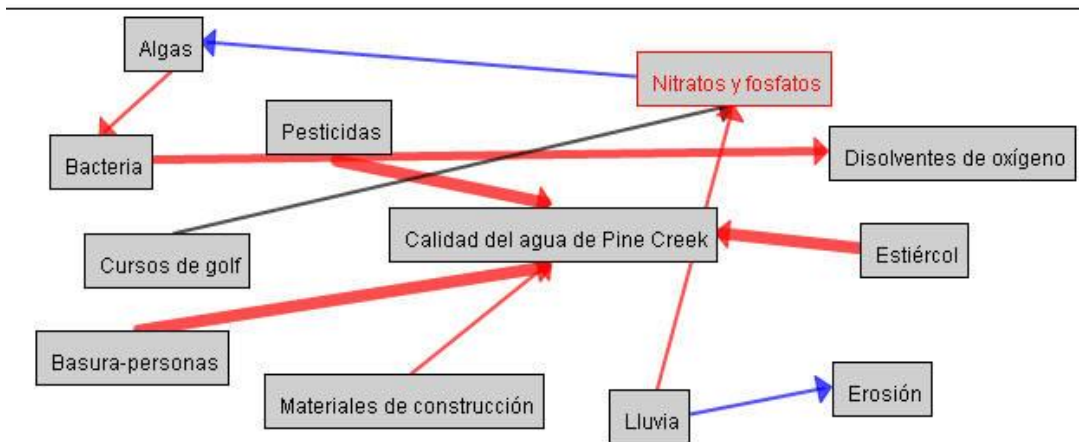 Algas
Nitratos y fosfatos
Pesticidas
Bacteria
Disolventes de oxígeno
Calidad del agua de Pine Creek
Cursos de golf
Estiércol
Basura-personas
Materiales de construcción
Lluvia
Erosión